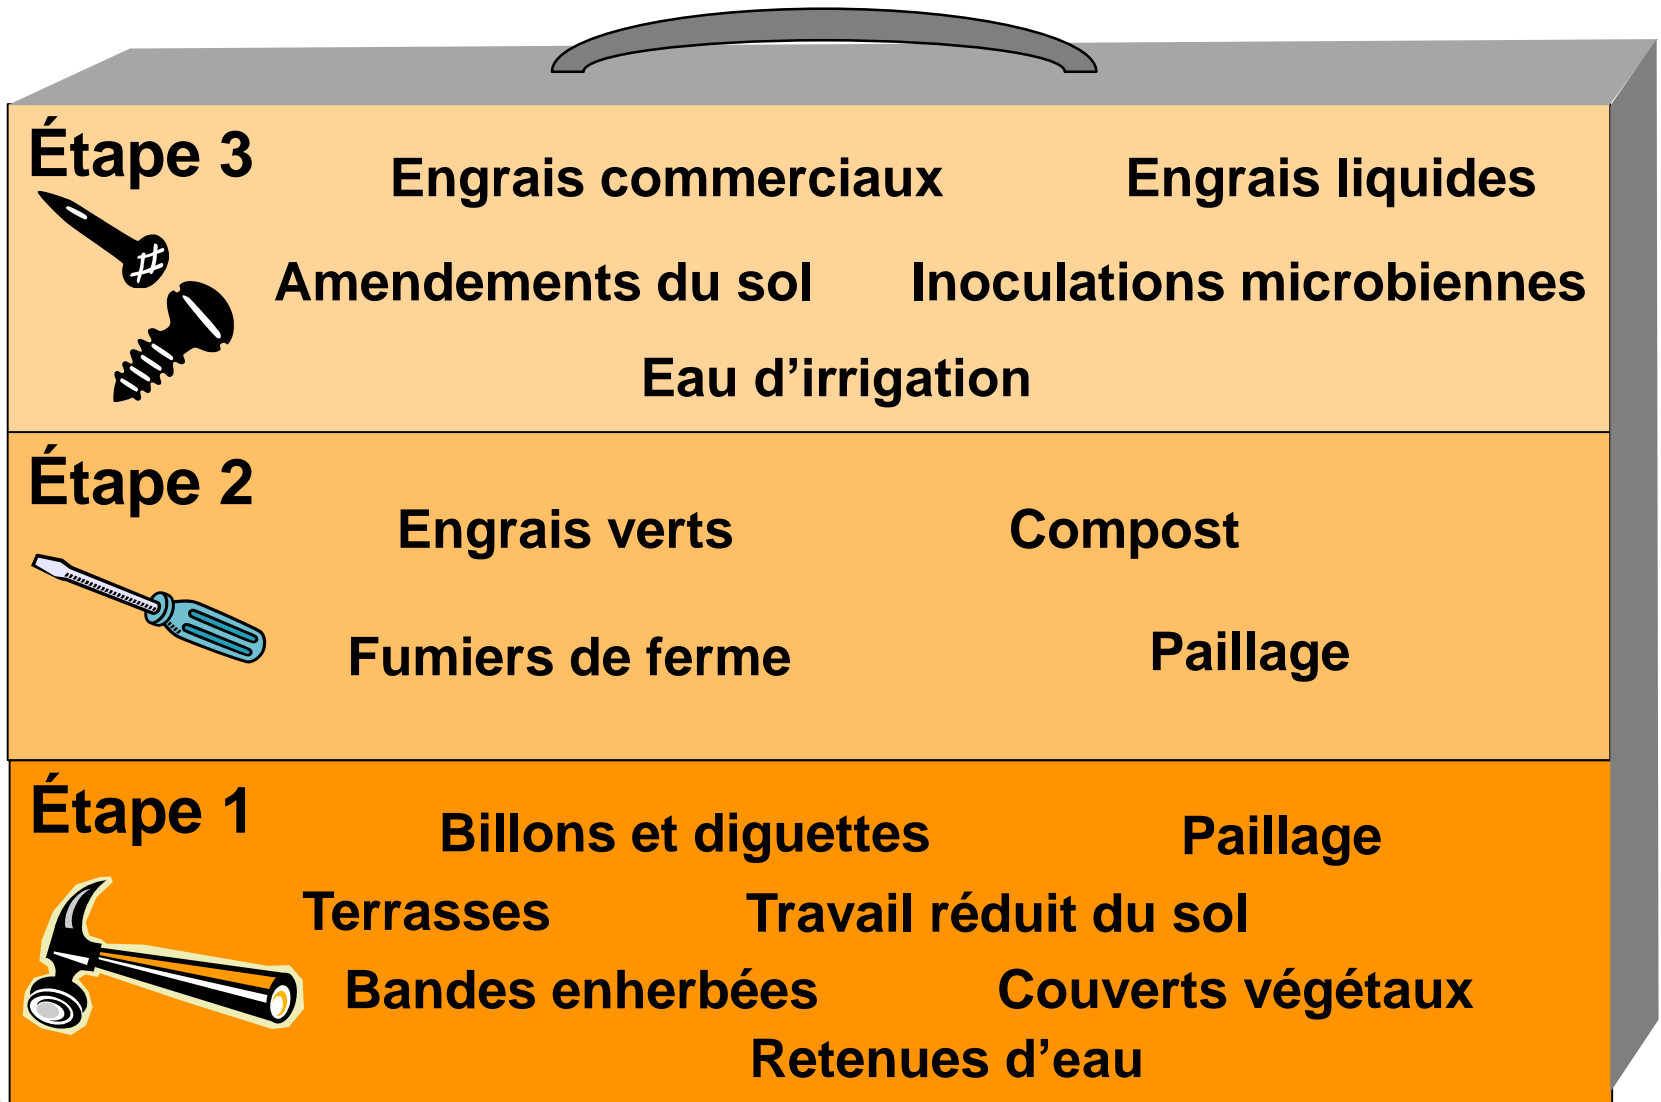 Étape 3
Engrais commerciaux Engrais liquides
Amendements du sol Inoculations microbiennes
Eau d’irrigation
Étape 2
Engrais verts Compost
Fumiers de ferme Paillage
Étape 1
Billons et diguettes Paillage
Terrasses Travail réduit du sol
Bandes enherbées Couverts végétaux
Retenues d’eau